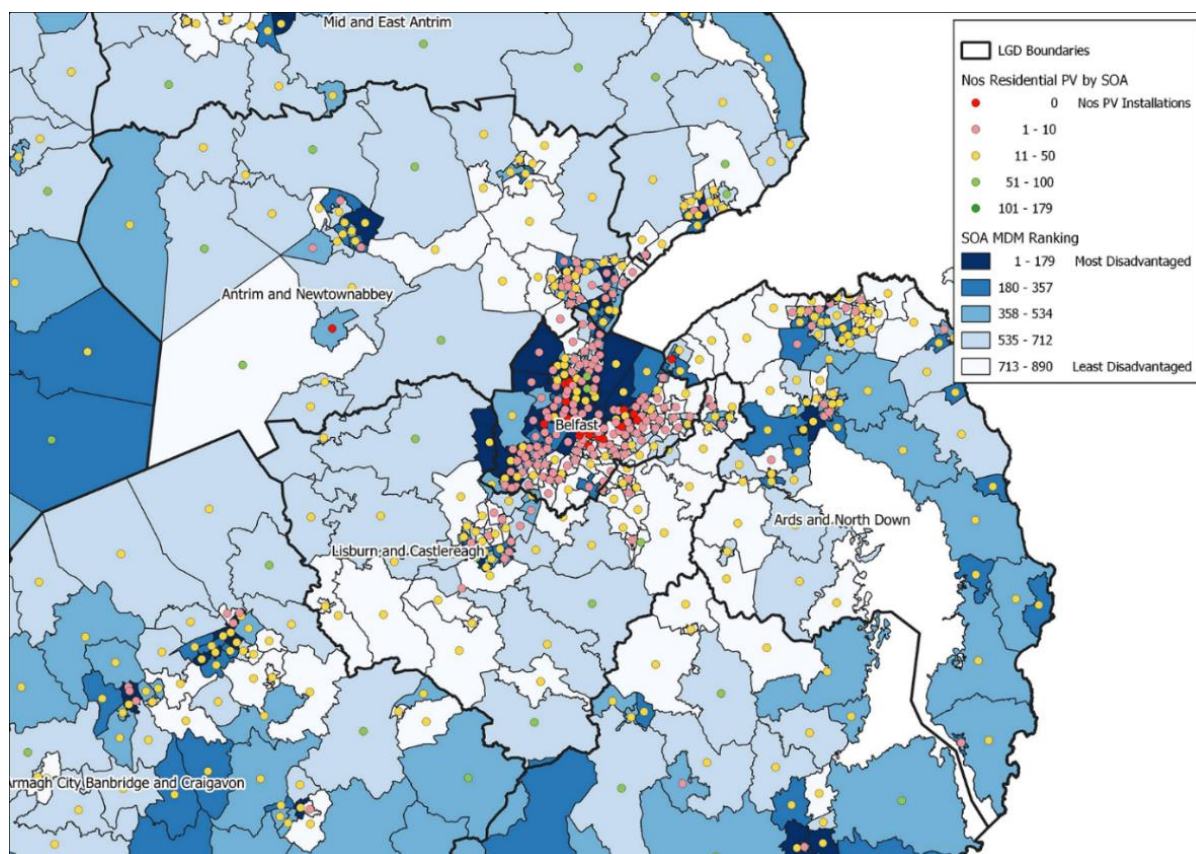 Mid and East Antrim
LGD Boundaries
Nos Residential PV by SOA
0 Nos PV Installations
1 - 10
11 - 50
51 - 100
101 - 179
SOA MDM Ranking
1 - 179 Most Disadvantaged
180 - 357
358 - 534
535 - 712
713 - 890 Least Disadvantaged
Antrim and Newtownabbey
Belfast
Ards and North Down
Lisburn and Castlereagh
Armagh City Banbridge and Craigavon